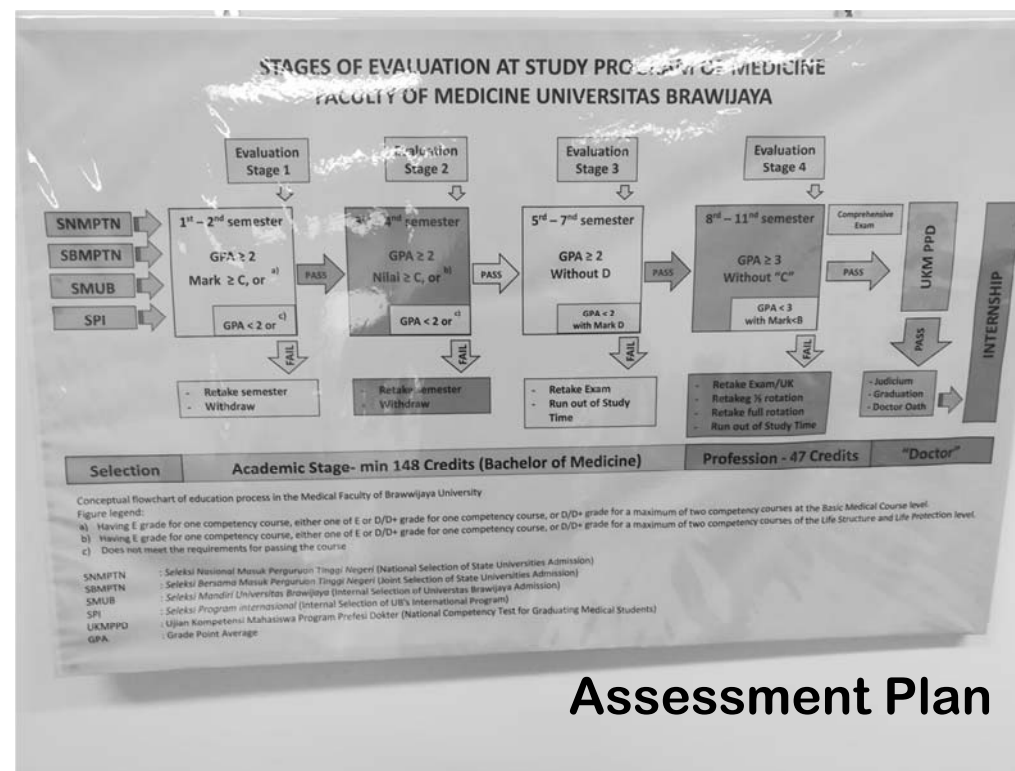 STAGES OF EVALUATION AT STUDY PROGRAM OF MEDICINE
FACULTY OF MEDICINE UNIVERSITAS BRAWIJAYA
Evaluation
Stage 1
Evaluation
Stage 2
Evaluation
Stage 3
Evaluation
Stage 4
SNMPTN
SBMPTN
SMUB
SPI
1st – 2nd semester
GPA ≥ 2
Mark ≥ C, or a)
GPA < 2 or c)
PASS
FAIL
- Retake semester
- Withdraw
4nd semester
GPA ≥ 2
Nilai ≥ C, or b)
GPA < 2 or c)
PASS
FAIL
- Retake semester
- Withdraw
5rd – 7nd semester
GPA ≥ 2
Without D
GPA < 2
with Mark D
PASS
FAIL
- Retake Exam
- Run out of Study
Time
8rd – 11nd semester
GPA ≥ 3
Without "C"
GPA < 3
with Mark<B
FAIL
- Retake Exam/UK
- Retakeg ½ rotation
- Retake full rotation
- Run out of Study Time
Comprehensive
Exam
PASS
UKM PPD
PASS
- Judicium
- Graduation
- Doctor Oath
INTERNSHIP
Selection
Academic Stage- min 148 Credits (Bachelor of Medicine)
Profession - 47 Credits
"Doctor"
Conceptual flowchart of education process in the Medical Faculty of Brawwijaya University
Figure legend:
a) Having E grade for one competency course, either one of E or D/D+ grade for one competency course, or D/D+ grade for a maximum of two competency courses at the Basic Medical Course level.
b) Having E grade for one competency course, either one of E or D/D+ grade for one competency course, or D/D+ grade for a maximum of two competency courses of the Life Structure and Life Protection level.
c) Does not meet the requirements for passing the course
SNMPTN : Seleksi Nasional Masuk Perguruan Tinggi Negeri (National Selection of State Universities Admission)
SBMPTN : Seleksi Bersama Masuk Perguruan Tinggi Negeri (Joint Selection of State Universities Admission)
SMUB : Seleksi Mandiri Universitas Brawijaya (Internal Selection of Universtas Brawijaya Admission)
SPI : Seleksi Program internasional (Internal Selection of UB's International Program)
UKMPPD : Ujian Kompetensi Mahasiswa Program Prefesi Dokter (National Competency Test for Graduating Medical Students)
GPA : Grade Point Average
Assessment Plan